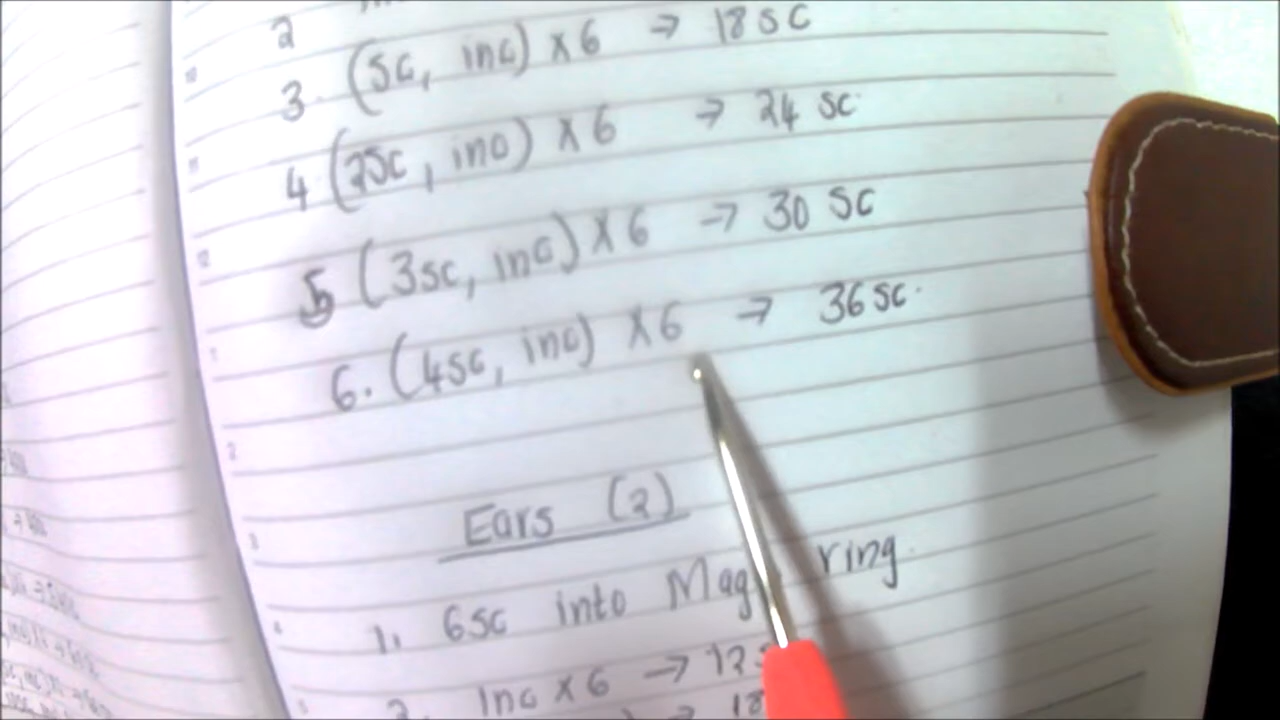 2
3. (sc, inc) x 6 → 18 sc
4 (2sc, inc) x 6 → 24 sc.
5 (3sc, inc) x 6 → 30 sc
6. (4sc, inc) x 6 → 36 sc.
Ears (2)
1. 6sc into Mag ring.
2. inc x 6 → 12 s
→ 18